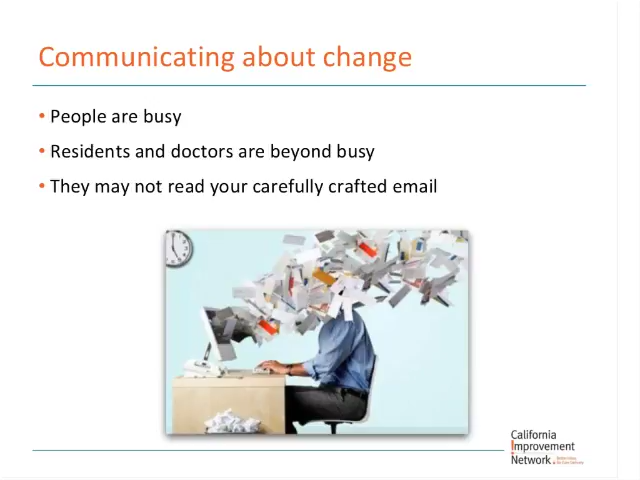 Communicating about change
• People are busy
• Residents and doctors are beyond busy
• They may not read your carefully crafted email
California
Improvement
Network